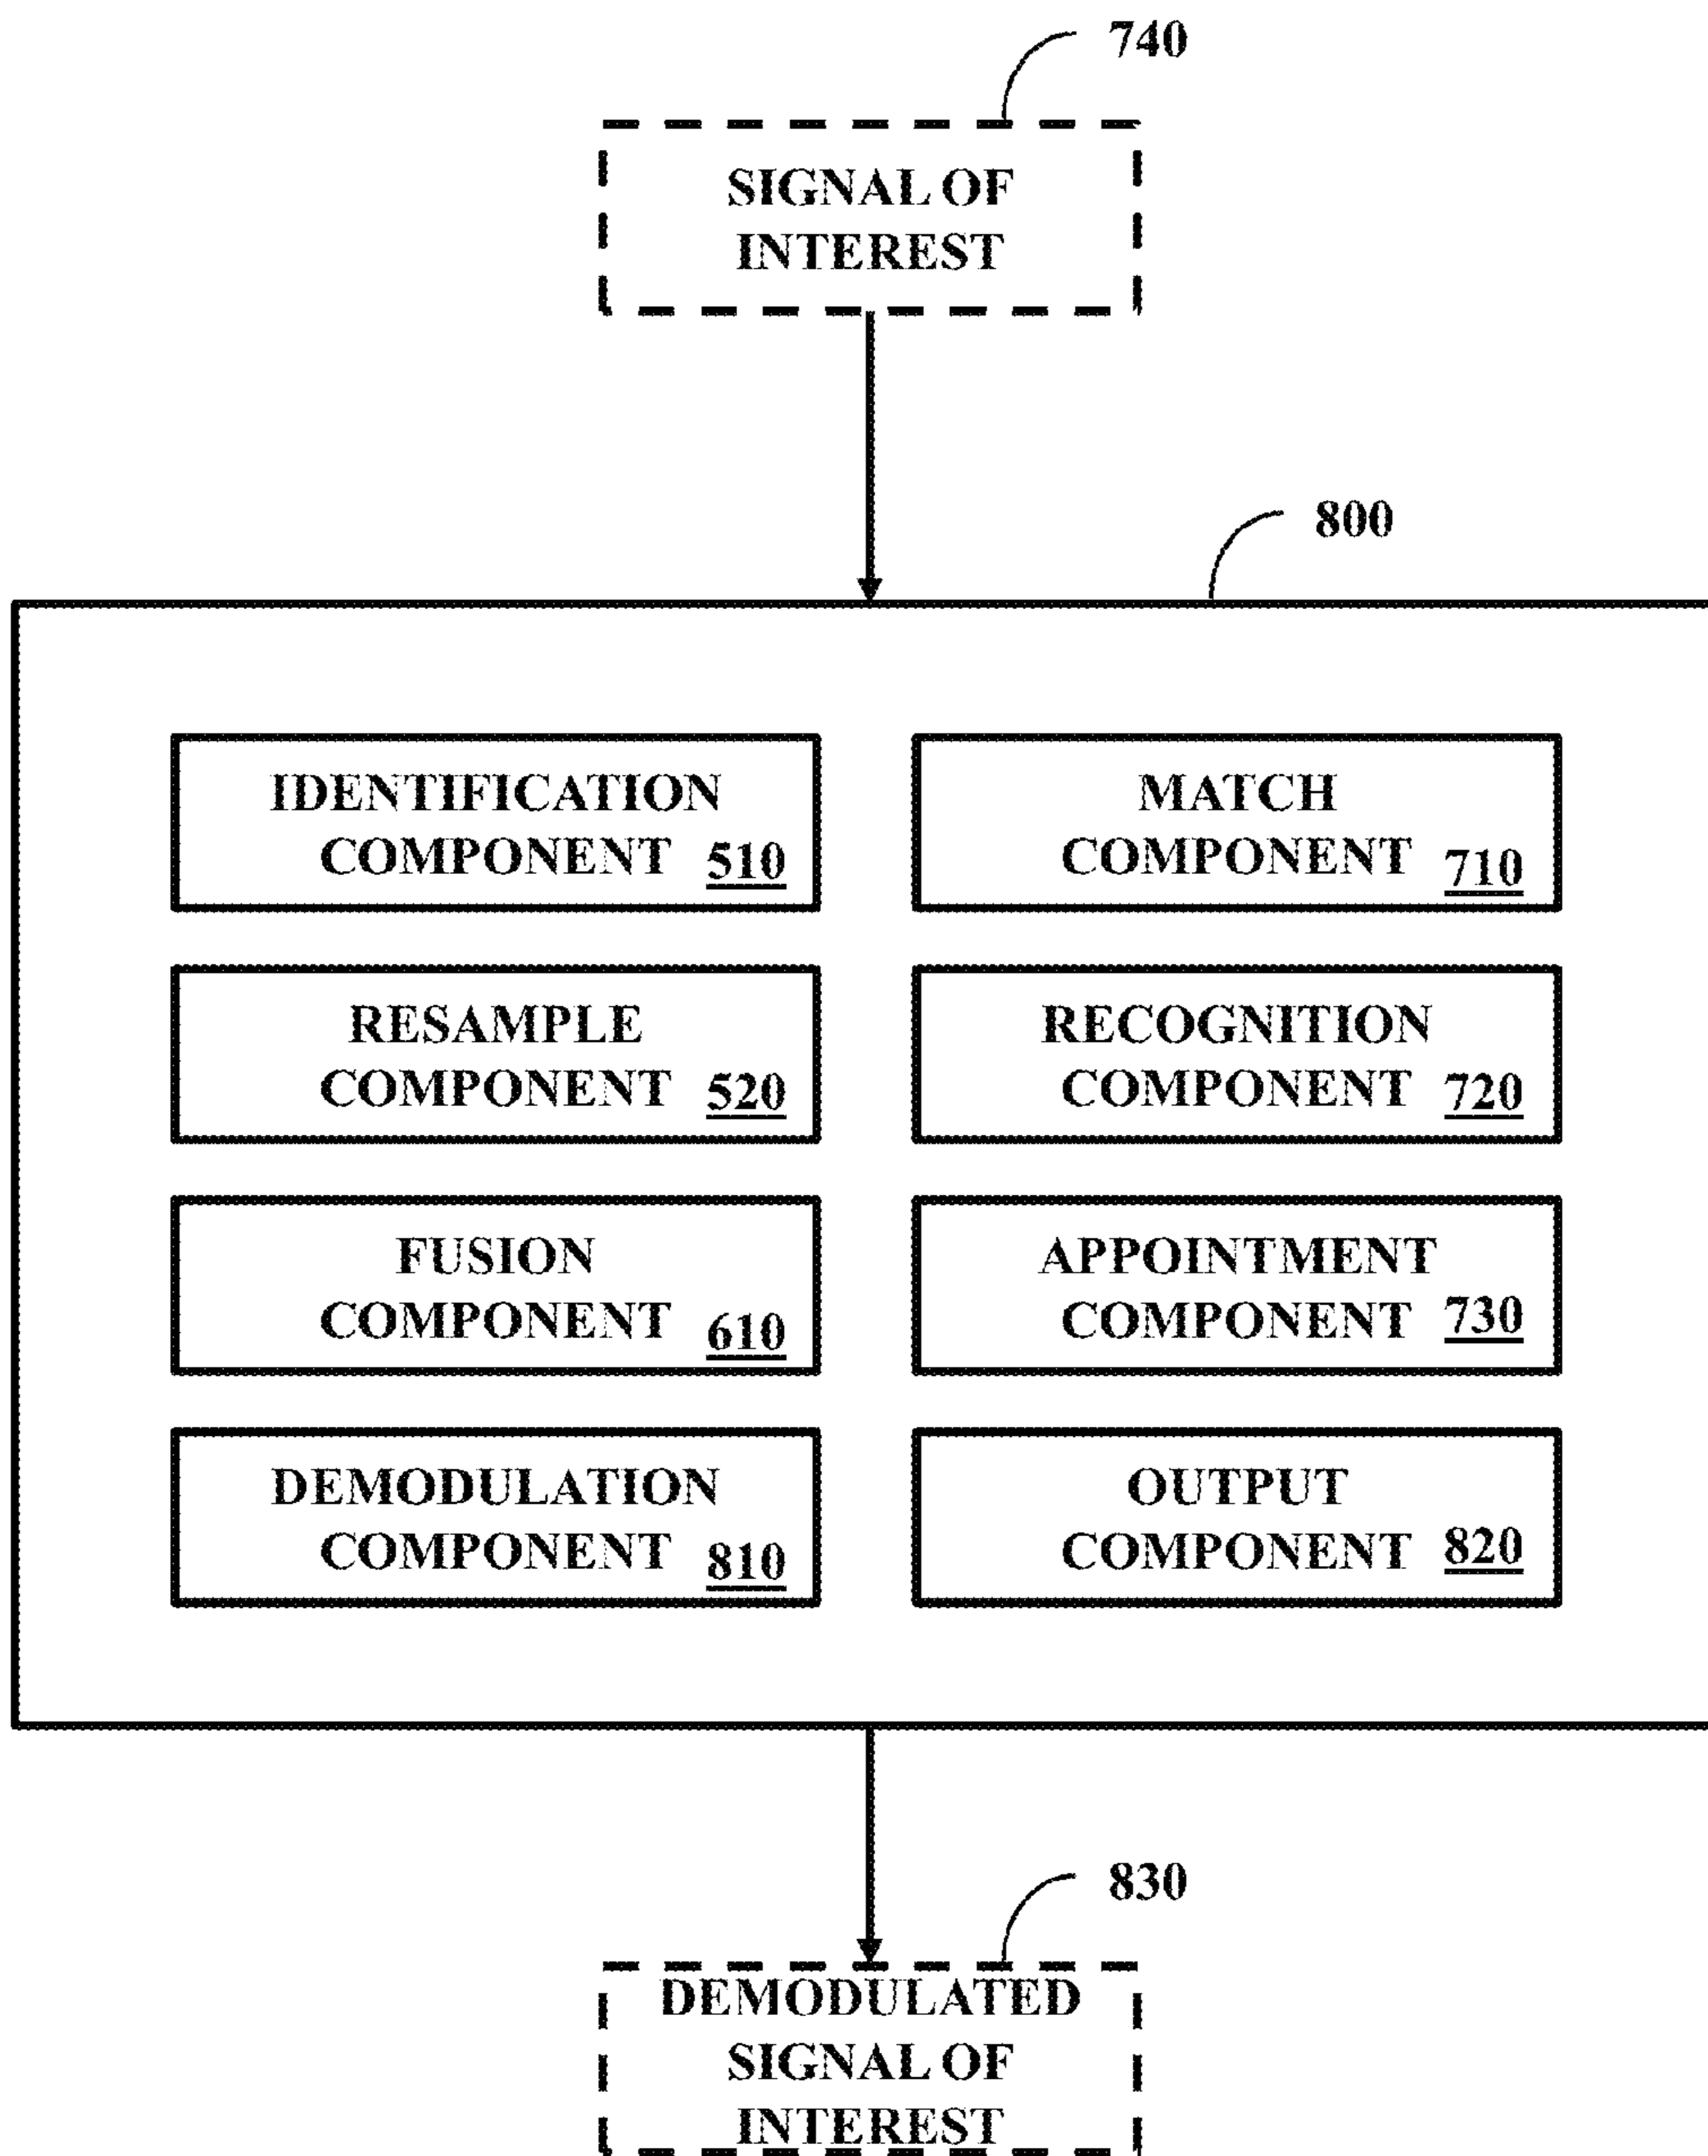 740
SIGNAL OF
INTEREST
800
IDENTIFICATION
COMPONENT 510
MATCH
COMPONENT 710
RESAMPLE
COMPONENT 520
RECOGNITION
COMPONENT 720
FUSION
COMPONENT 610
APPOINTMENT
COMPONENT 730
DEMODULATION
COMPONENT 810
OUTPUT
COMPONENT 820
830
DEMODULATED
SIGNAL OF
INTEREST